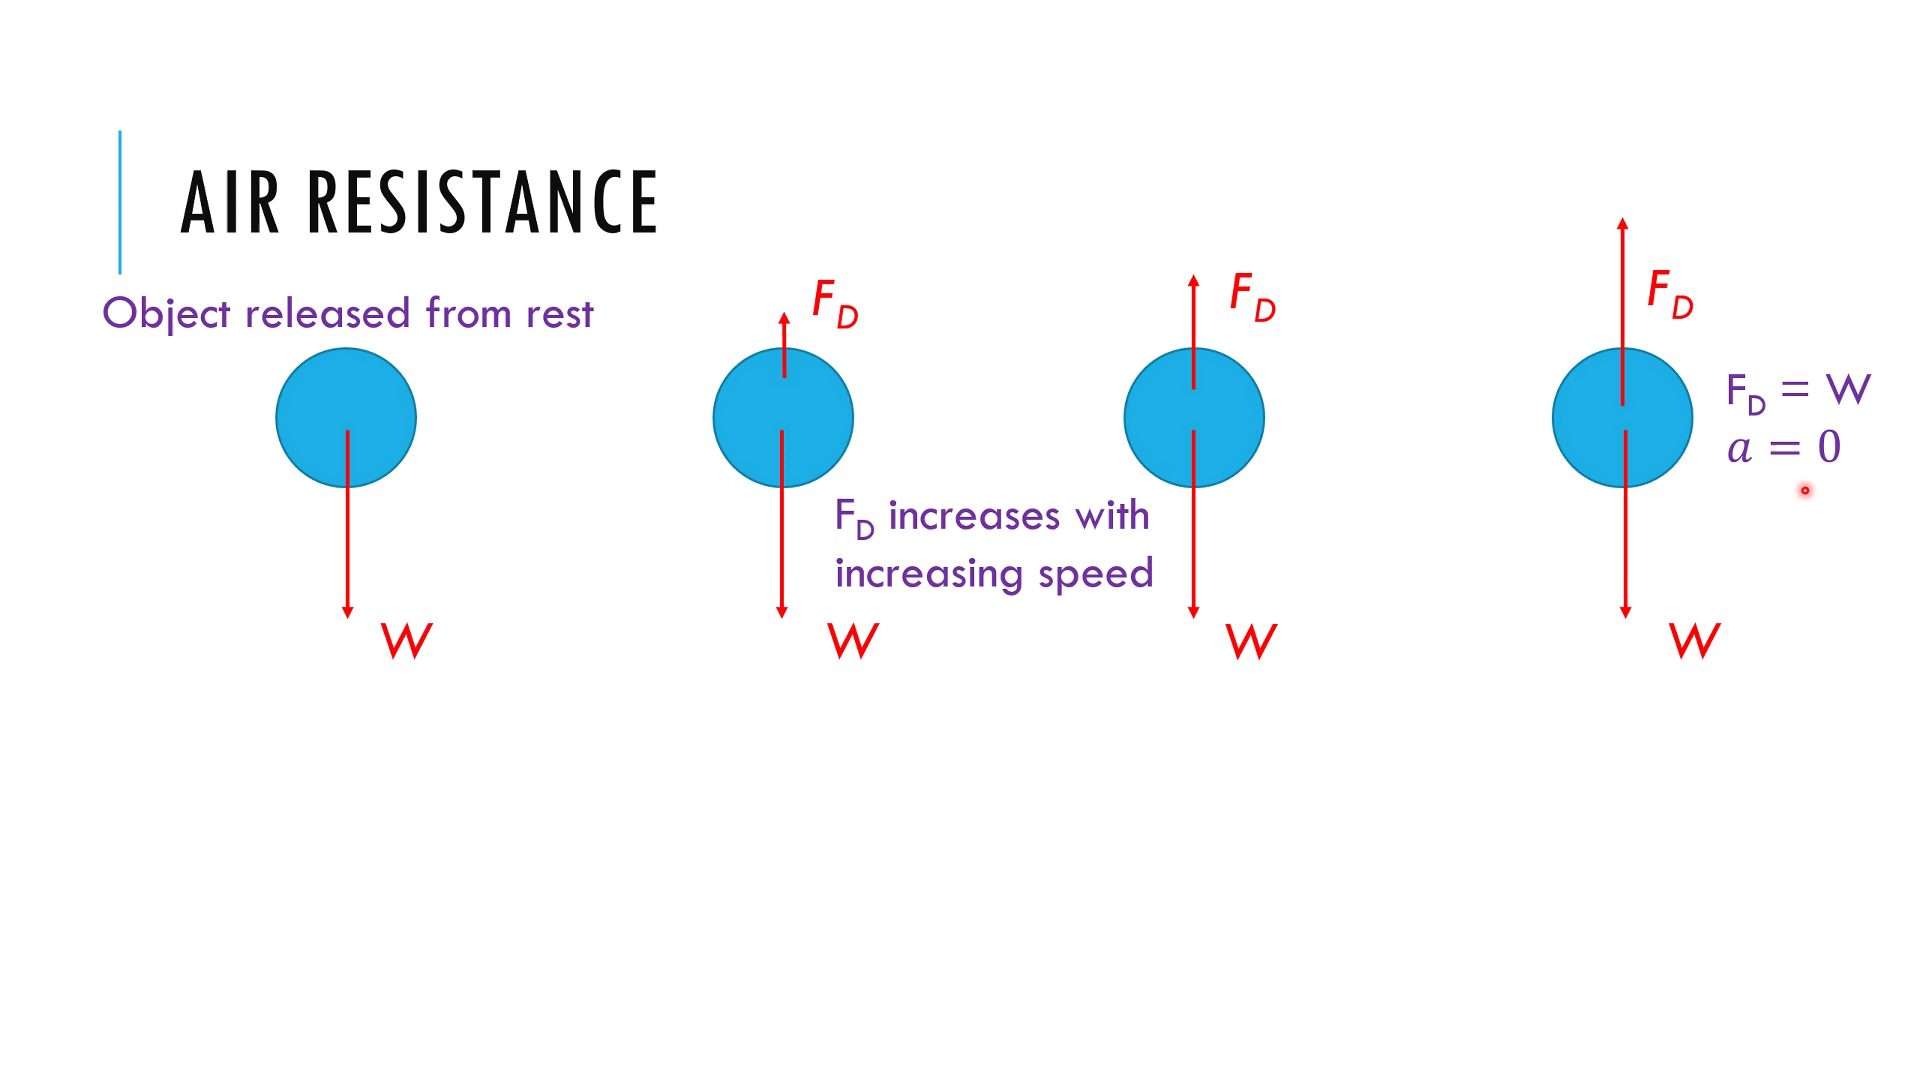 AIR RESISTANCE
Object released from rest
F_D
F_D
F_D
F_D = W
a = 0
F_D increases with
increasing speed
W
W
W
W